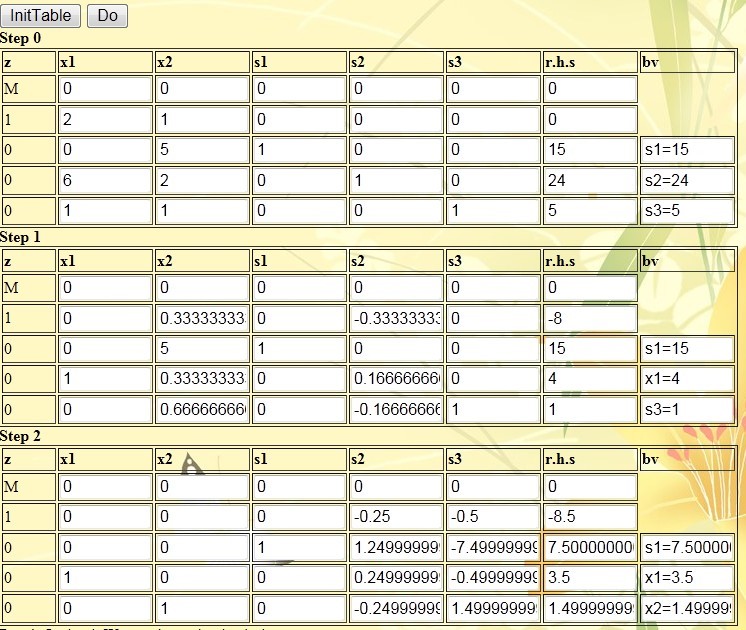 InitTable Do
Step 0
z x1 x2 s1 s2 s3 r.h.s bv
M 0 0 0 0 0 0
1 2 1 0 0 0 0
0 0 5 1 0 0 15 s1=15
0 6 2 0 1 0 24 s2=24
0 1 1 0 0 1 5 s3=5
Step 1
z x1 x2 s1 s2 s3 r.h.s bv
M 0 0 0 0 0 0
1 0 0.33333333 0 -0.33333333 0 -8
0 0 5 1 0 0 15 s1=15
0 1 0.33333333 0 0.16666666 0 4 x1=4
0 0 0.66666666 0 -0.16666666 1 1 s3=1
Step 2
z x1 x2 s1 s2 s3 r.h.s bv
M 0 0 0 0 0 0
1 0 0 0 -0.25 -0.5 -8.5
0 0 0 1 1.24999999 -7.49999999 7.50000000 s1=7.50000
0 1 0 0 0.24999999 -0.49999999 3.5 x1=3.5
0 0 1 0 -0.24999999 1.49999999 1.49999999 x2=1.49999